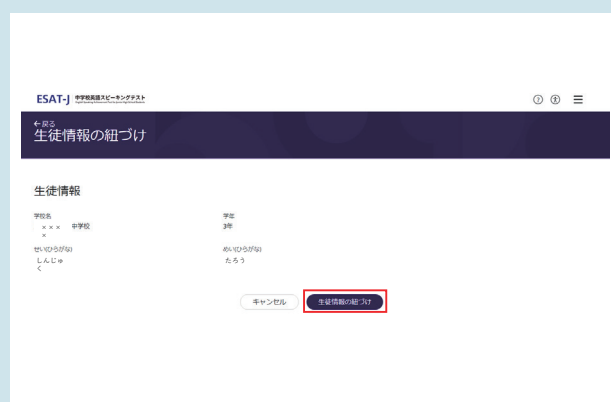 ESAT-J 中学校英語スピーキングテスト
←戻る
生徒情報の紐づけ
生徒情報
学校名
××× 中学校
×
学年
3年
せい(ひらがな)
しんじゅ
く
めい(ひらがな)
たろう
キャンセル
生徒情報の紐づけ